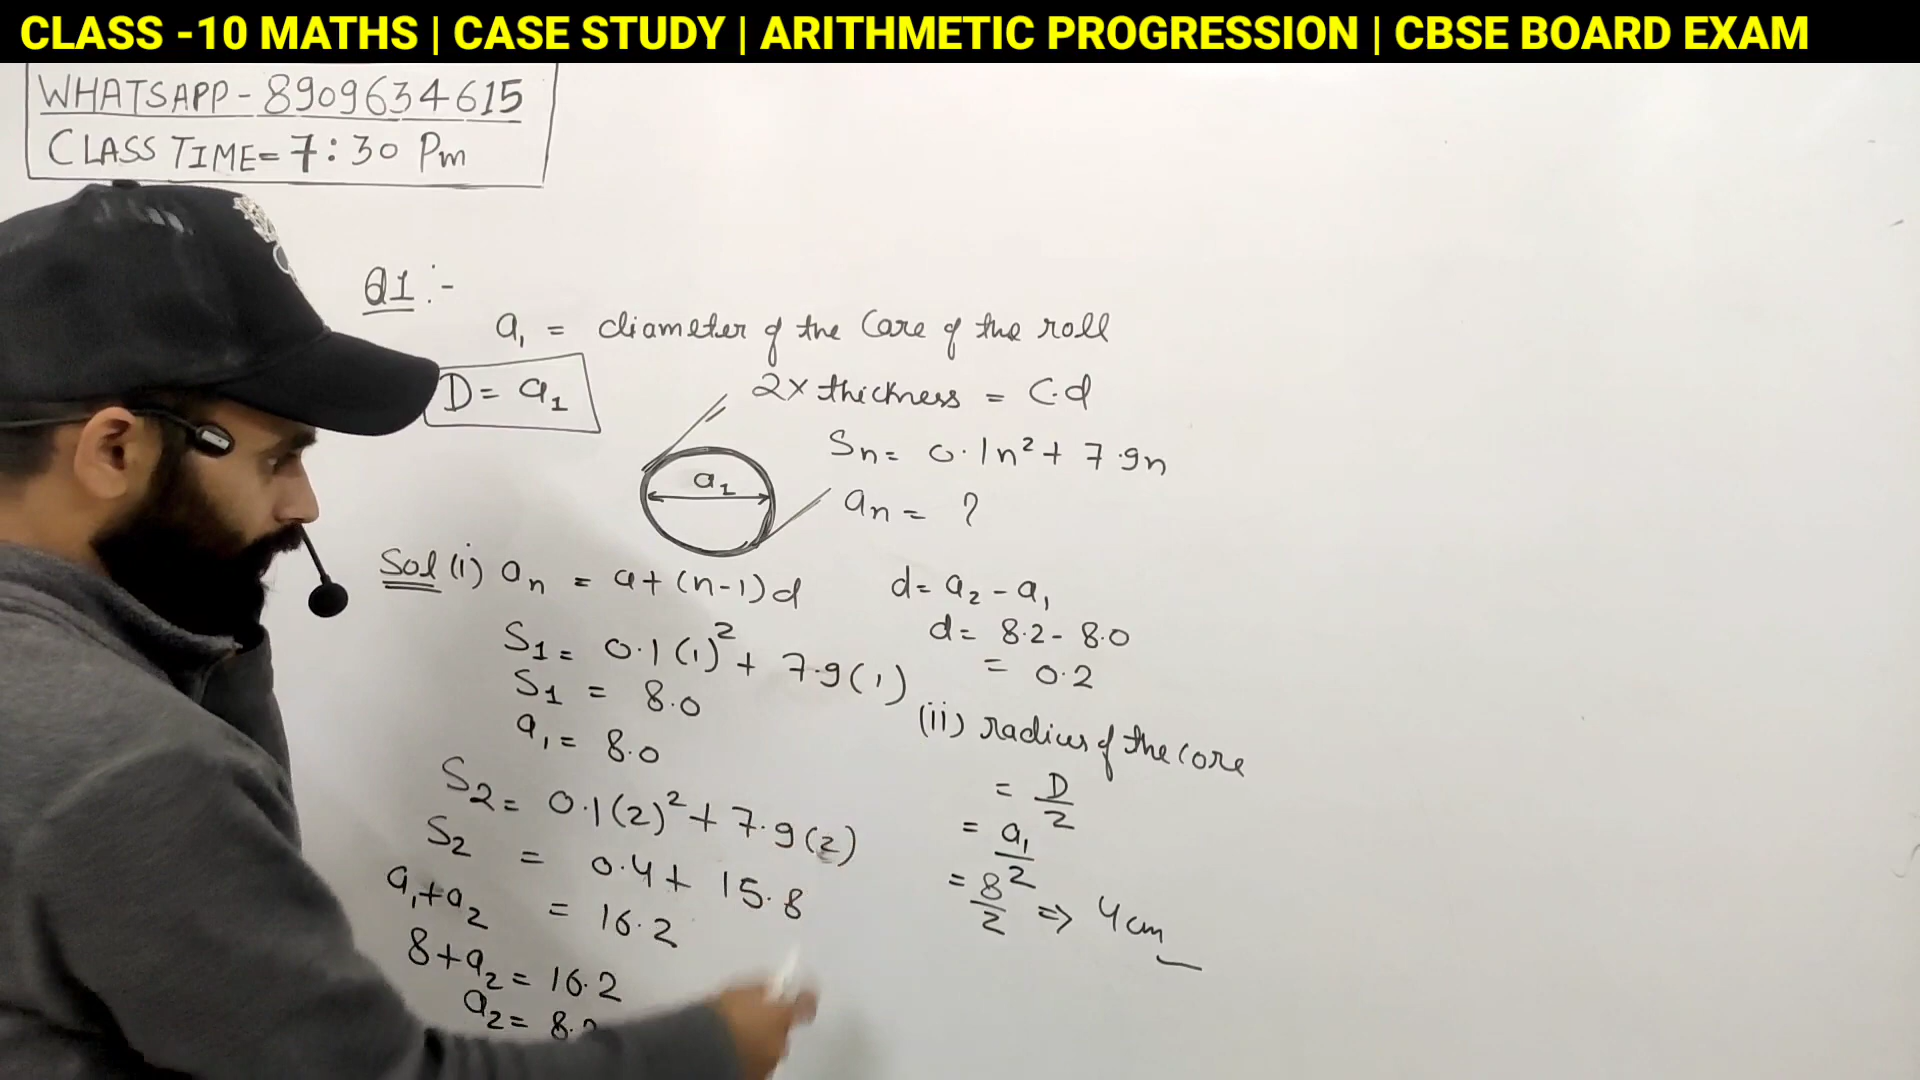 CLASS -10 MATHS | CASE STUDY | ARITHMETIC PROGRESSION | CBSE BOARD EXAM
WHATSAPP - 8909634615
CLASS TIME = 7:30 Pm
Q1 :-
a₁ = diameter of the Core of the roll
D = a₁
2x thickness = C.d
Sn = 0.1n² + 7.9n
a₁
an = ?
Sol (i) an = a + (n-1)d
S₁ = 0.1(1)² + 7.9(1)
S₁ = 8.0
a₁ = 8.0
S₂ = 0.1(2)² + 7.9(2)
S₂ = 0.4 + 15.8
a₁+a₂ = 16.2
8+a₂ = 16.2
a₂ = 8.2
d = a₂ - a₁
d = 8.2 - 8.0
= 0.2
(ii) radius of the core
= D/2
= a₁/2
= 8/2 ⇒ 4cm